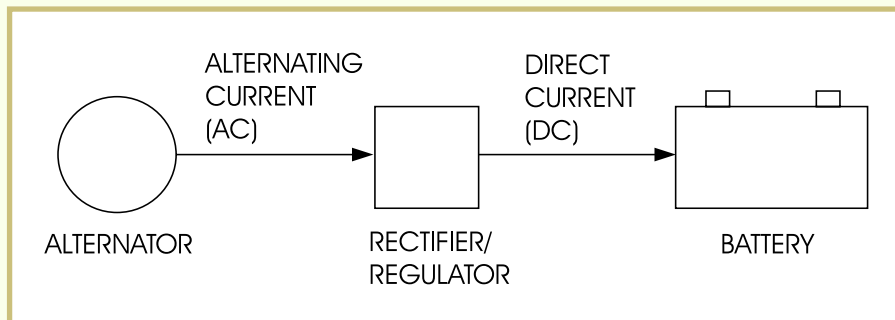 ALTERNATING
CURRENT
(AC)
DIRECT
CURRENT
(DC)
ALTERNATOR
RECTIFIER/
REGULATOR
BATTERY